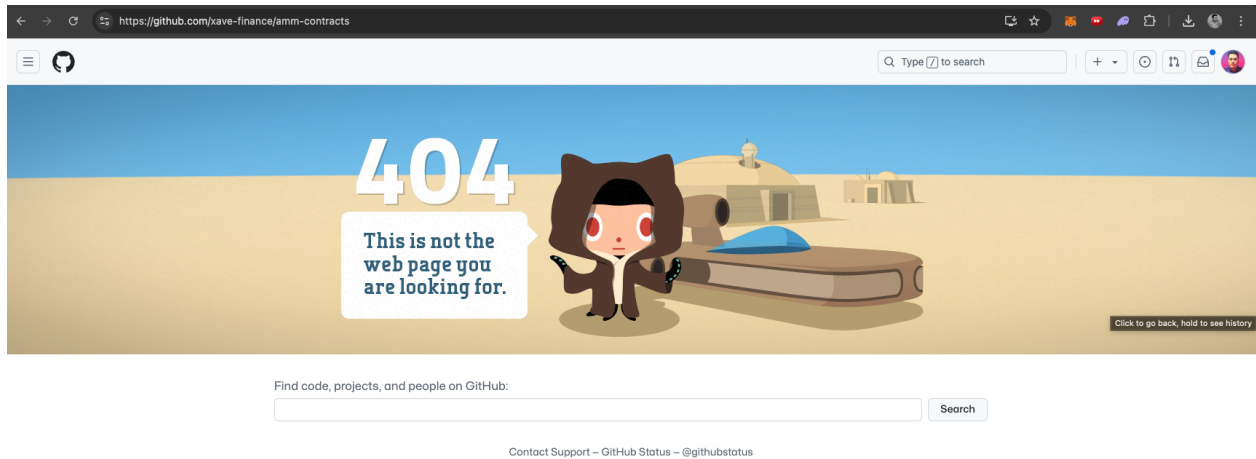 https://github.com/xave-finance/amm-contracts
Type / to search
404
This is not the
web page you
are looking for.
Click to go back, hold to see history
Find code, projects, and people on GitHub:
Search
Contact Support – GitHub Status – @githubstatus